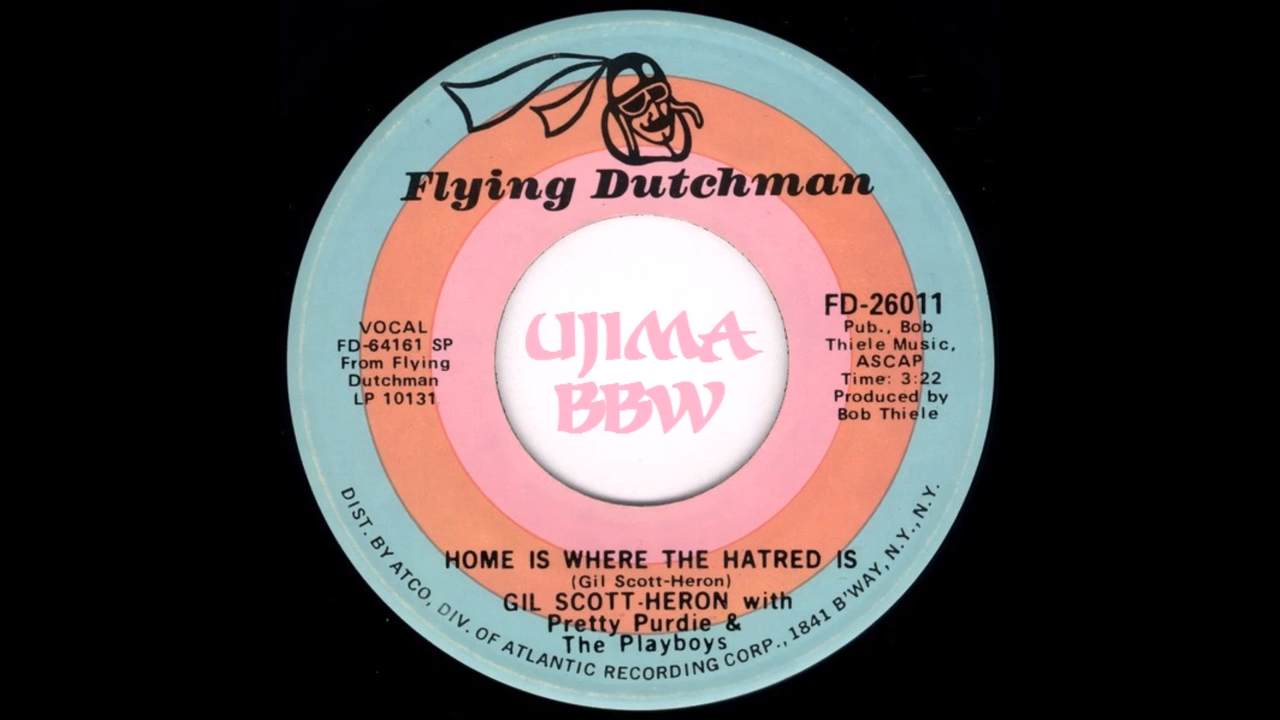 Flying Dutchman
VOCAL
FD-64161 SP
From Flying
Dutchman
LP 10131
UJIMA
BBW
FD-26011
Pub., Bob
Thiele Music,
ASCAP
Time: 3:22
Produced by
Bob Thiele
HOME IS WHERE THE HATRED IS
(Gil Scott-Heron)
GIL SCOTT-HERON with
Pretty Purdie &
The Playboys
DIST. BY ATCO, DIV. OF ATLANTIC RECORDING CORP., 1841 B'WAY, N.Y., N.Y.